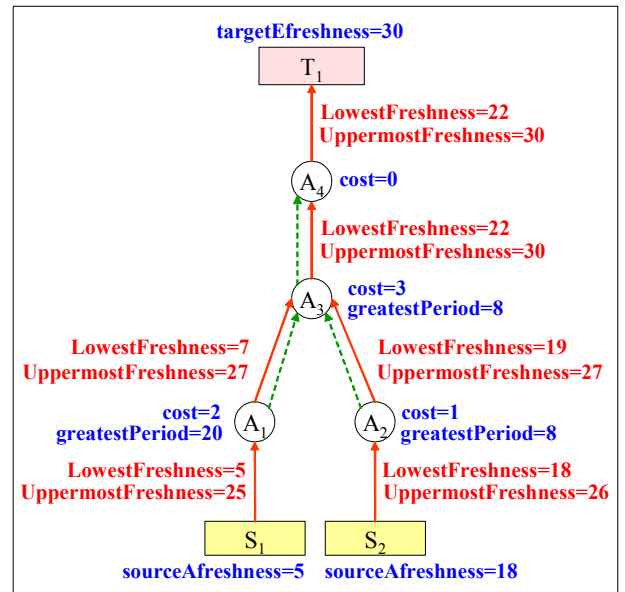 targetEfreshness=30
T1
LowestFreshness=22
UppermostFreshness=30
A4
cost=0
LowestFreshness=22
UppermostFreshness=30
A3
cost=3
greatestPeriod=8
LowestFreshness=7
UppermostFreshness=27
LowestFreshness=19
UppermostFreshness=27
cost=2
greatestPeriod=20
A1
A2
cost=1
greatestPeriod=8
LowestFreshness=5
UppermostFreshness=25
LowestFreshness=18
UppermostFreshness=26
S1
S2
sourceAfreshness=5
sourceAfreshness=18